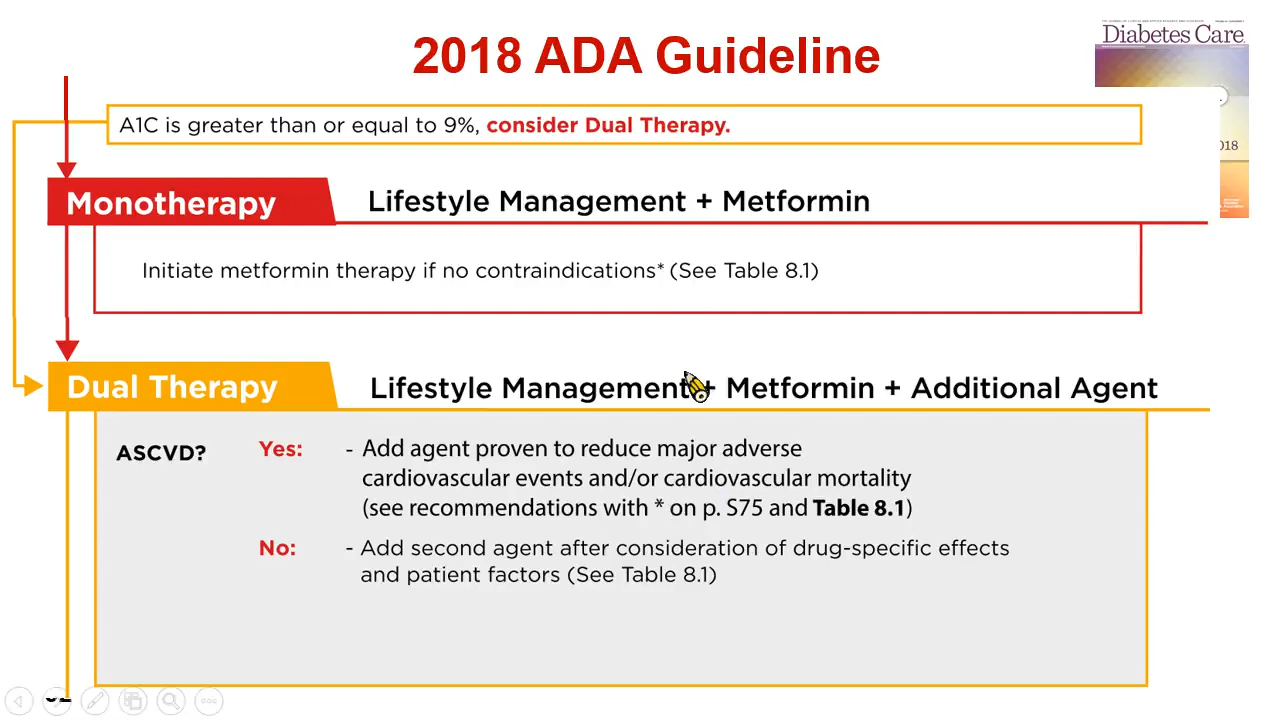 2018 ADA Guideline
Diabetes Care
A1C is greater than or equal to 9%, consider Dual Therapy.
018
Monotherapy
Lifestyle Management + Metformin
Initiate metformin therapy if no contraindications* (See Table 8.1)
Dual Therapy
Lifestyle Management + Metformin + Additional Agent
ASCVD? Yes: - Add agent proven to reduce major adverse
cardiovascular events and/or cardiovascular mortality
(see recommendations with * on p. S75 and Table 8.1)
No: - Add second agent after consideration of drug-specific effects
and patient factors (See Table 8.1)